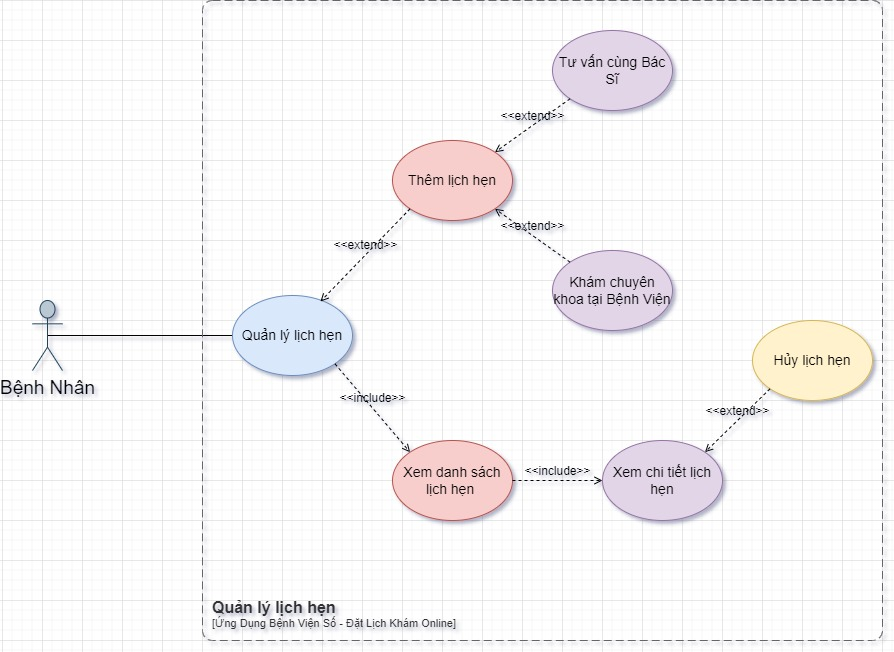 Tư vấn cùng Bác
Sĩ
<<extend>>
Thêm lịch hẹn
<<extend>>
<<extend>>
Khám chuyên
khoa tại Bệnh Viện
Quản lý lịch hẹn
Hủy lịch hẹn
Bệnh Nhân
<<include>>
<<extend>>
Xem danh sách
lịch hẹn
<<include>>
Xem chi tiết lịch
hẹn
Quản lý lịch hẹn
[Ứng Dụng Bệnh Viện Số - Đặt Lịch Khám Online]